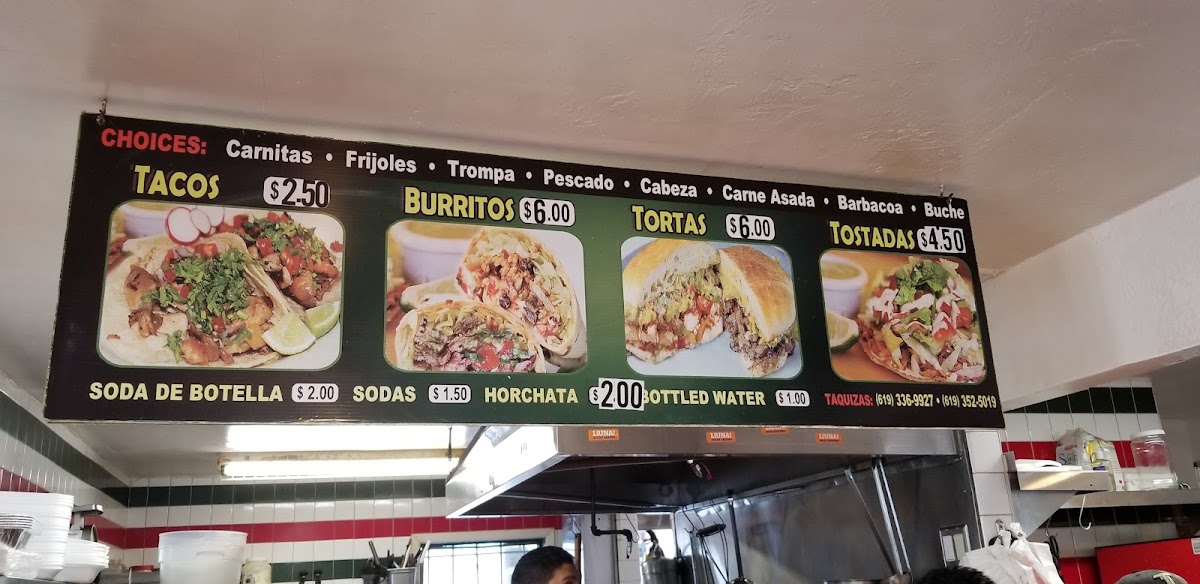 CHOICES: Carnitas • Frijoles • Trompa • Pescado • Cabeza • Carne Asada • Barbacoa • Buche
TACOS $2.50
BURRITOS $6.00
TORTAS $6.00
TOSTADAS $4.50
SODA DE BOTELLA $2.00 SODAS $1.50 HORCHATA $2.00 BOTTLED WATER $1.00 TAQUIZAS: (619) 336-9927 • (619) 352-5019